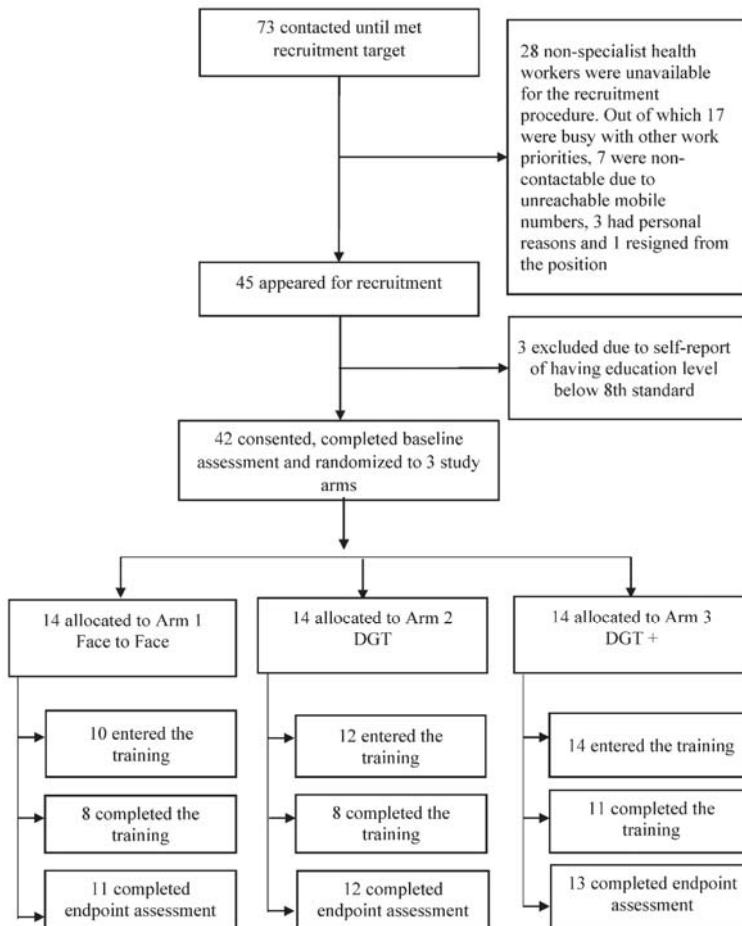 73 contacted until met
recruitment target
28 non-specialist health
workers were unavailable
for the recruitment
procedure. Out of which 17
were busy with other work
priorities, 7 were non-
contactable due to
unreachable mobile
numbers, 3 had personal
reasons and 1 resigned from
the position
45 appeared for recruitment
3 excluded due to self-report
of having education level
below 8th standard
42 consented, completed baseline
assessment and randomized to 3 study
arms
14 allocated to Arm 1
Face to Face
14 allocated to Arm 2
DGT
14 allocated to Arm 3
DGT +
10 entered the
training
12 entered the
training
14 entered the training
8 completed the
training
8 completed the
training
11 completed the
training
11 completed
endpoint assessment
12 completed
endpoint assessment
13 completed endpoint
assessment